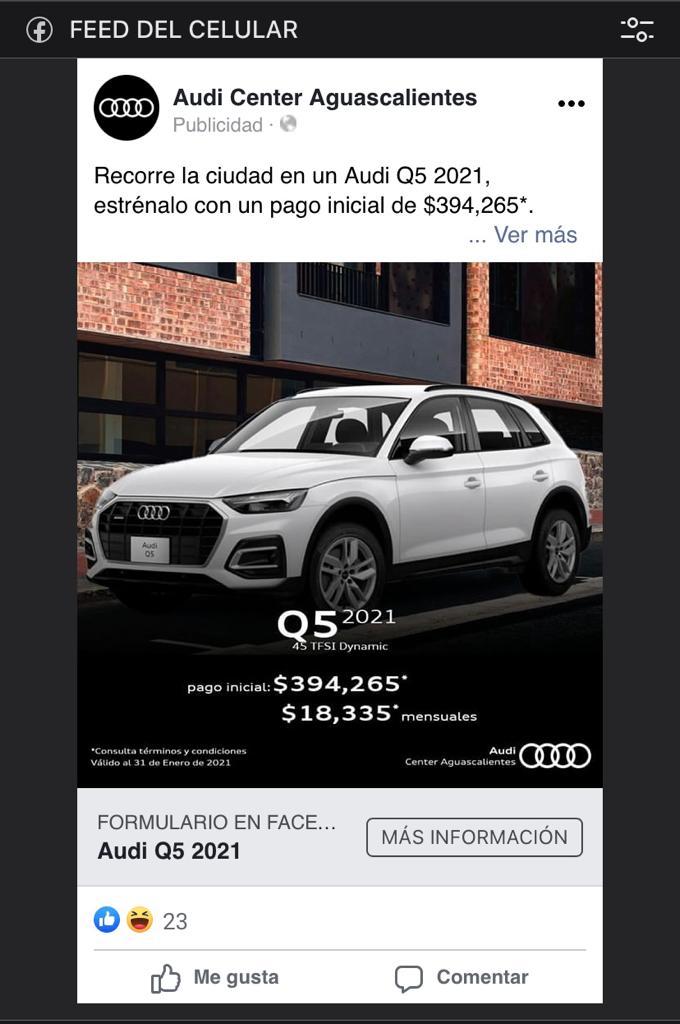 FEED DEL CELULAR
Audi Center Aguascalientes
Publicidad ·
Recorre la ciudad en un Audi Q5 2021,
estrénalo con un pago inicial de $394,265*.
... Ver más
Audi
Q5
Q5 2021
45 TFSI Dynamic
pago inicial: $394,265*
$18,335* mensuales
*Consulta términos y condiciones
Válido al 31 de Enero de 2021
Audi
Center Aguascalientes
FORMULARIO EN FACE...
Audi Q5 2021
MÁS INFORMACIÓN
23
Me gusta
Comentar